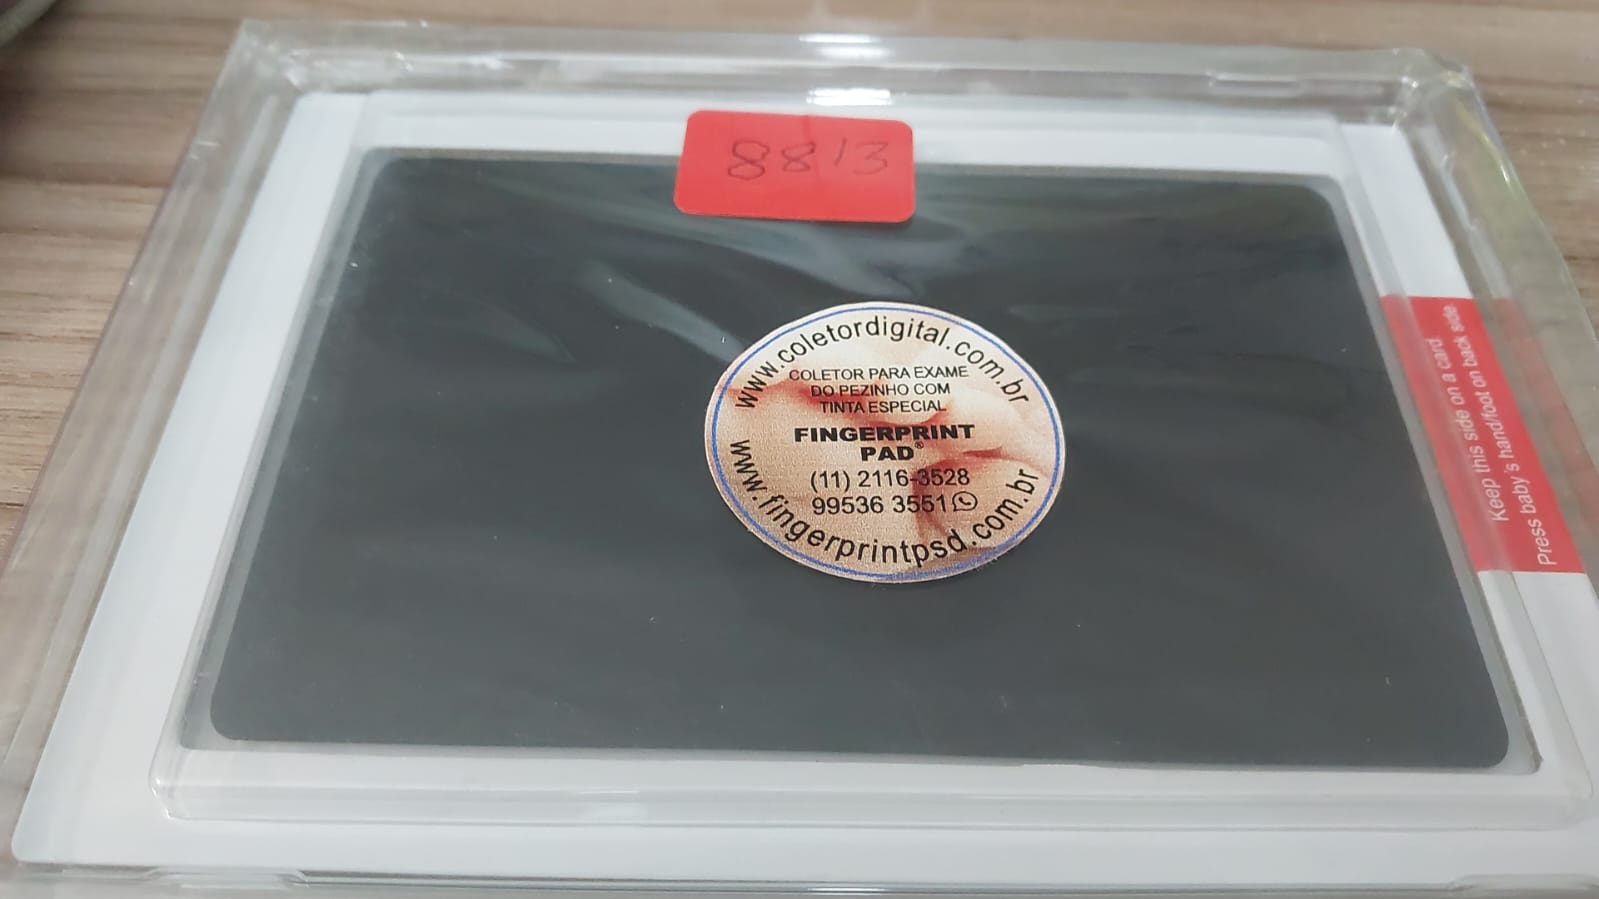 8813
www.coletordigital.com.br
COLETOR PARA EXAME
DO PEZINHO COM
TINTA ESPECIAL
FINGERPRINT
PAD®
(11) 2116-3528
99536 3551
www.fingerprintpsd.com.br
Keep this side on a card
Press baby's hand/foot on back side